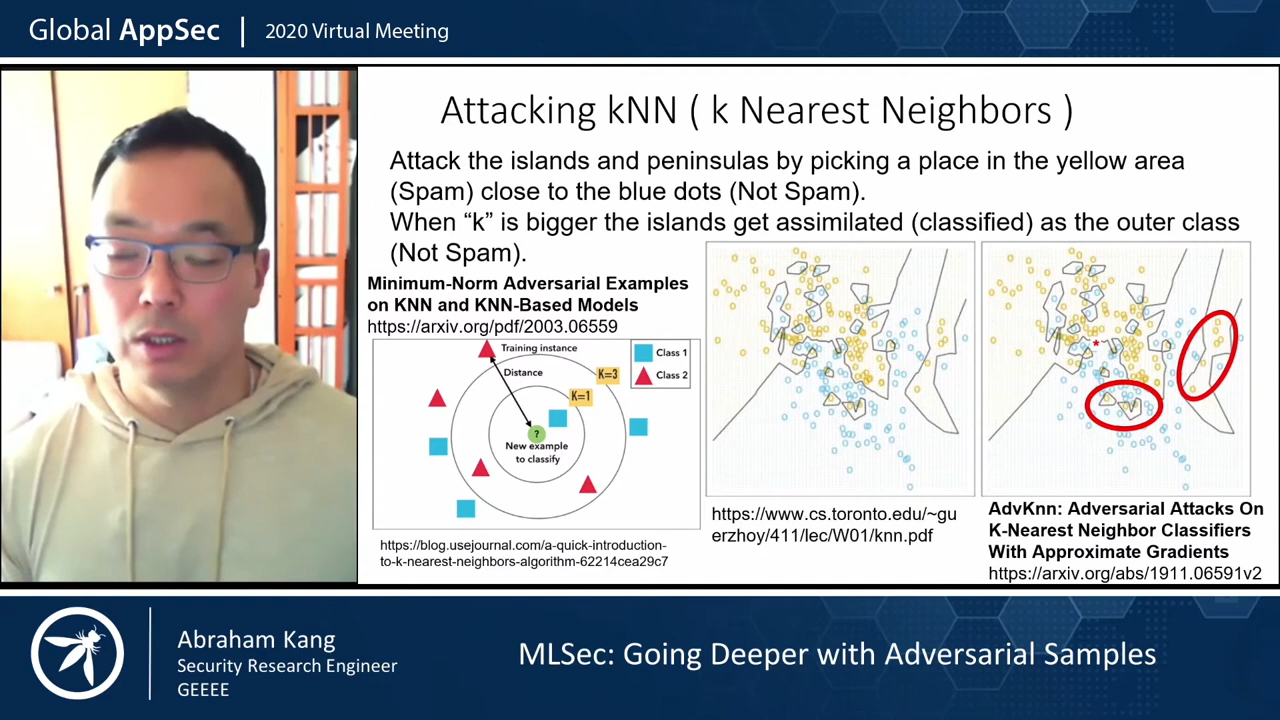 Global AppSec | 2020 Virtual Meeting
Attacking kNN ( k Nearest Neighbors )
Attack the islands and peninsulas by picking a place in the yellow area
(Spam) close to the blue dots (Not Spam).
When “k” is bigger the islands get assimilated (classified) as the outer class
(Not Spam).
Minimum-Norm Adversarial Examples
on KNN and KNN-Based Models
https://arxiv.org/pdf/2003.06559
Training instance
Class 1
Class 2
Distance
K=3
K=1
?
New example
to classify
https://blog.usejournal.com/a-quick-introduction-
to-k-nearest-neighbors-algorithm-62214cea29c7
https://www.cs.toronto.edu/~gu
erzhoy/411/lec/W01/knn.pdf
*
AdvKnn: Adversarial Attacks On
K-Nearest Neighbor Classifiers
With Approximate Gradients
https://arxiv.org/abs/1911.06591v2
Abraham Kang
Security Research Engineer
GEEEE
MLSec: Going Deeper with Adversarial Samples